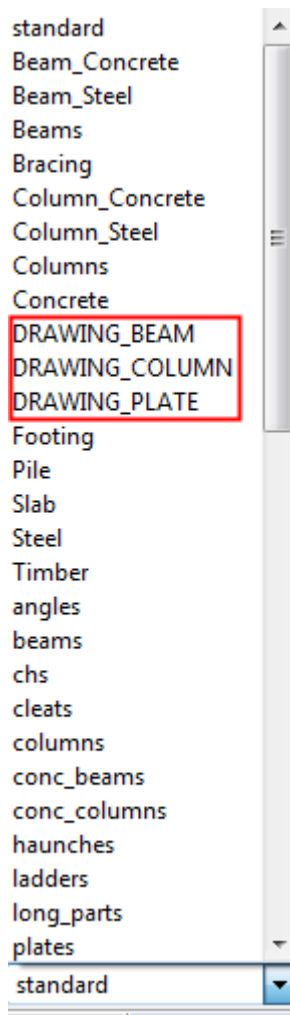 standard
Beam_Concrete
Beam_Steel
Beams
Bracing
Column_Concrete
Column_Steel
Columns
Concrete
DRAWING_BEAM
DRAWING_COLUMN
DRAWING_PLATE
Footing
Pile
Slab
Steel
Timber
angles
beams
chs
cleats
columns
conc_beams
conc_columns
haunches
ladders
long_parts
plates
standard